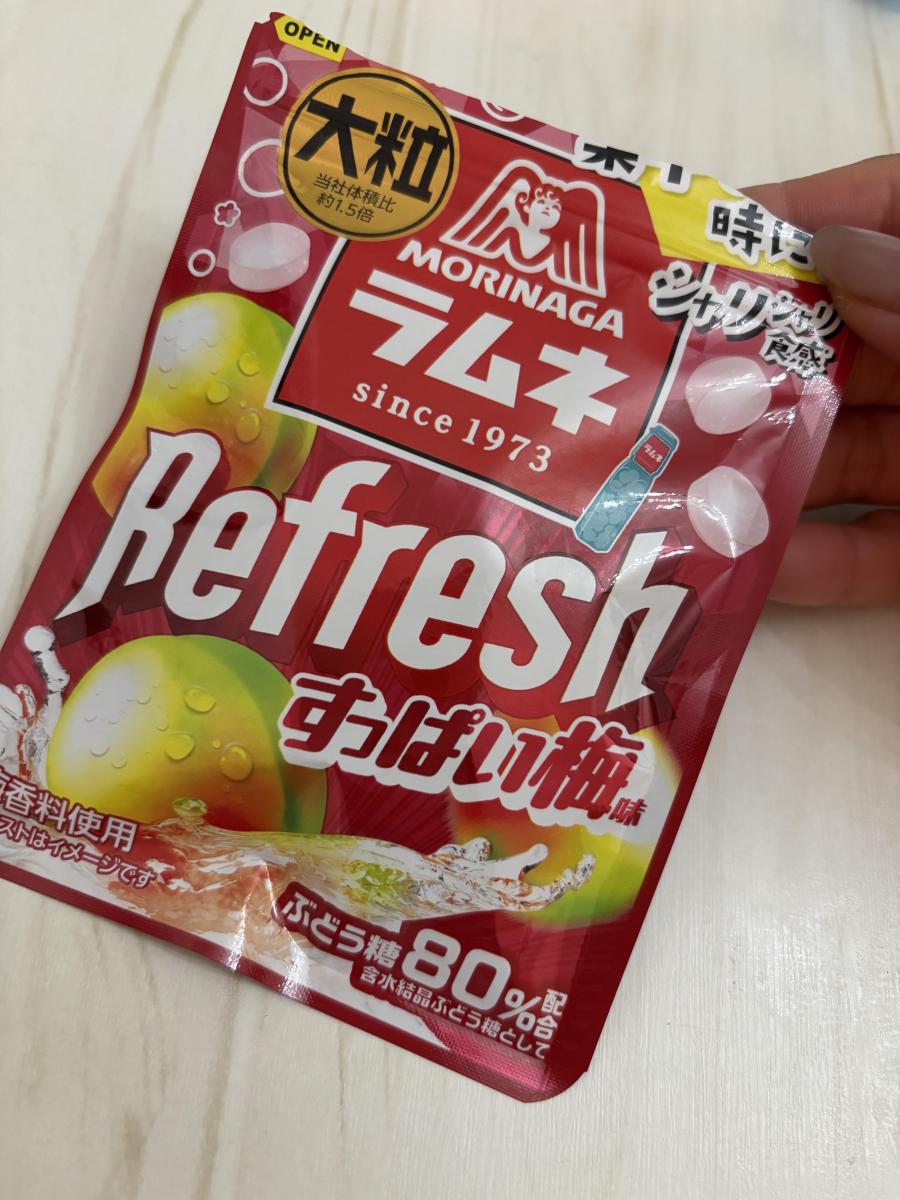 OPEN
大粒
当社体積比
約1.5倍
時に
MORINAGA
ラムネ
since 1973
シャリシャリ
食感
ラムネ
Refresh
すっぱい梅味
香料使用
ストはイメージです
ぶどう糖80%配合
含水結晶ぶどう糖として